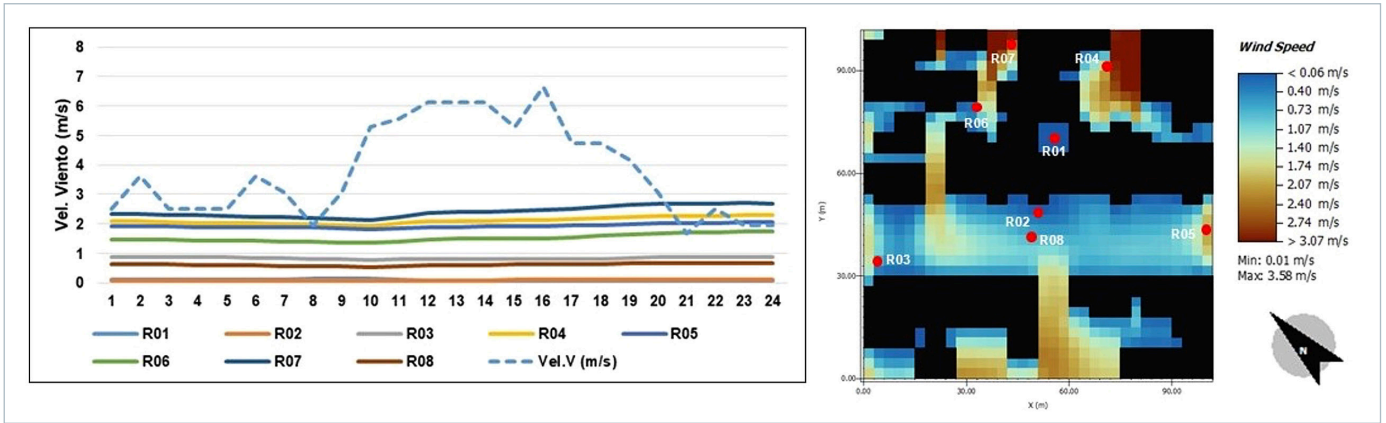 Vel. Viento (m/s)
8
7
6
5
4
3
2
1
0
1 2 3 4 5 6 7 8 9 10 11 12 13 14 15 16 17 18 19 20 21 22 23 24
R01 R02 R03 R04 R05
R06 R07 R08 Vel.V (m/s)
R07 R04
R06
R01
R02
R08
R05
R03
Y (m)
90.00
60.00
30.00
0.00
0.00 30.00 60.00 90.00
X (m)
Wind Speed
< 0.06 m/s
0.40 m/s
0.73 m/s
1.07 m/s
1.40 m/s
1.74 m/s
2.07 m/s
2.40 m/s
2.74 m/s
> 3.07 m/s
Min: 0.01 m/s
Max: 3.58 m/s
N